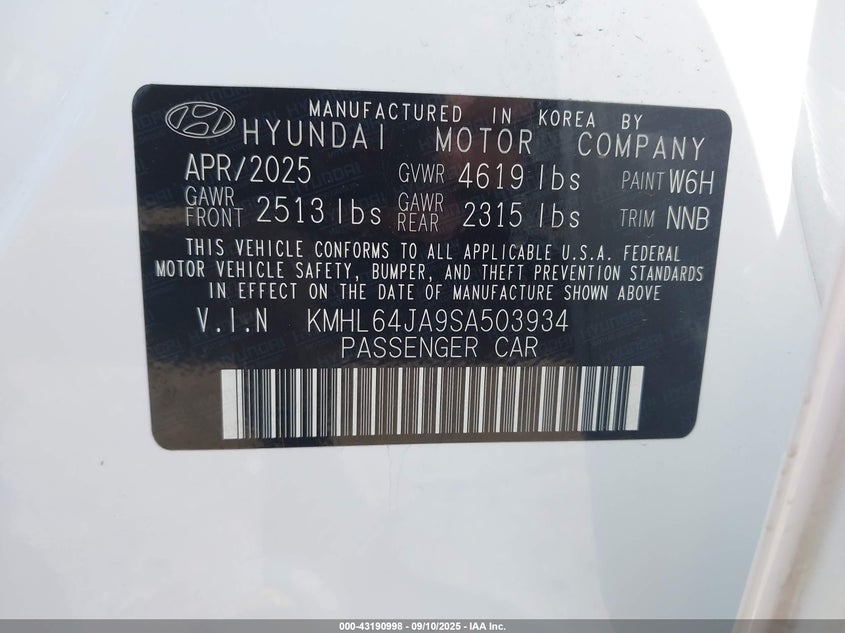 MANUFACTURED IN KOREA BY
HYUNDAI MOTOR COMPANY
APR/2025 GVWR 4619 lbs PAINT W6H
GAWR FRONT 2513 lbs GAWR REAR 2315 lbs TRIM NNB
THIS VEHICLE CONFORMS TO ALL APPLICABLE U.S.A. FEDERAL
MOTOR VEHICLE SAFETY, BUMPER, AND THEFT PREVENTION STANDARDS
IN EFFECT ON THE DATE OF MANUFACTURE SHOWN ABOVE
V.I.N KMHL64JA9SA503934
PASSENGER CAR
000-43190998 - 09/10/2025 - IAA Inc.